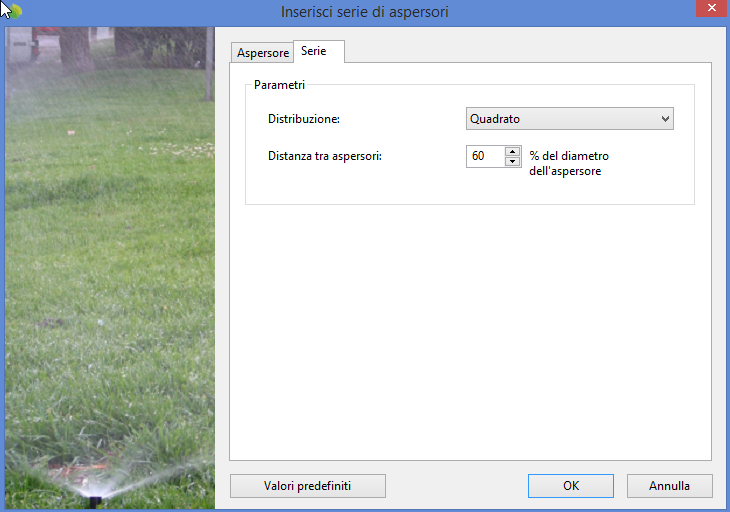 Inserisci serie di aspersori
Aspersore Serie
Parametri
Distribuzione: Quadrato
Distanza tra aspersori: 60 % del diametro
dell'aspersore
Valori predefiniti OK Annulla